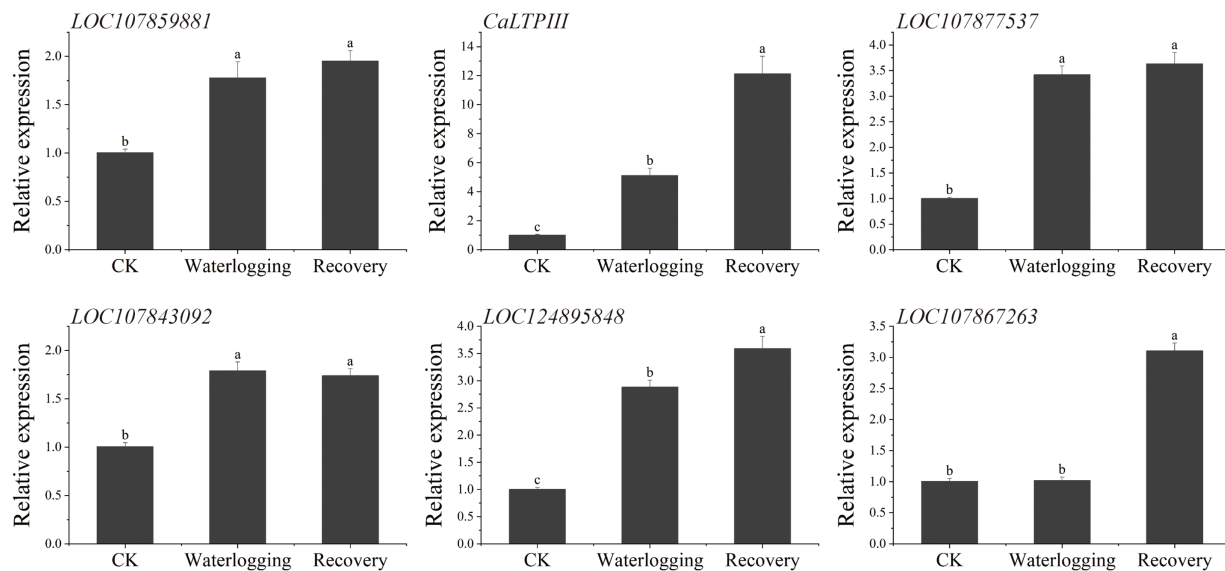 LOC107859881
Relative expression
2.0
1.5
1.0
0.5
0.0
b
a
a
CK
Waterlogging
Recovery
CaLTPIII
Relative expression
14
12
10
8
6
4
2
0
c
b
a
CK
Waterlogging
Recovery
LOC107877537
Relative expression
4.0
3.5
3.0
2.5
2.0
1.5
1.0
0.5
0.0
b
a
a
CK
Waterlogging
Recovery
LOC107843092
Relative expression
2.0
1.5
1.0
0.5
0.0
b
a
a
CK
Waterlogging
Recovery
LOC124895848
Relative expression
4.0
3.5
3.0
2.5
2.0
1.5
1.0
0.5
0.0
c
b
a
CK
Waterlogging
Recovery
LOC107867263
Relative expression
3.5
3.0
2.5
2.0
1.5
1.0
0.5
0.0
b
b
a
CK
Waterlogging
Recovery